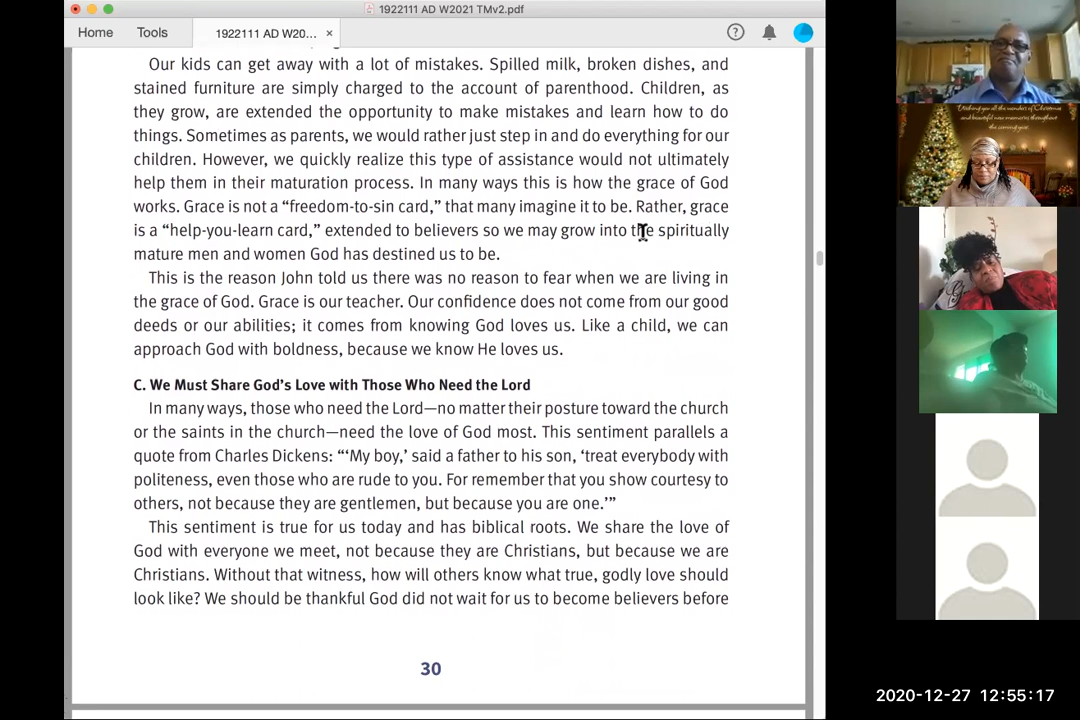 1922111 AD W2021 TMv2.pdf
Home
Tools
1922111 AD W20...
×
?
Our kids can get away with a lot of mistakes. Spilled milk, broken dishes, and
stained furniture are simply charged to the account of parenthood. Children, as
they grow, are extended the opportunity to make mistakes and learn how to do
things. Sometimes as parents, we would rather just step in and do everything for our
children. However, we quickly realize this type of assistance would not ultimately
help them in their maturation process. In many ways this is how the grace of God
works. Grace is not a “freedom-to-sin card,” that many imagine it to be. Rather, grace
is a “help-you-learn card,” extended to believers so we may grow into the spiritually
mature men and women God has destined us to be.
This is the reason John told us there was no reason to fear when we are living in
the grace of God. Grace is our teacher. Our confidence does not come from our good
deeds or our abilities; it comes from knowing God loves us. Like a child, we can
approach God with boldness, because we know He loves us.
C. We Must Share God’s Love with Those Who Need the Lord
In many ways, those who need the Lord—no matter their posture toward the church
or the saints in the church—need the love of God most. This sentiment parallels a
quote from Charles Dickens: “‘My boy,’ said a father to his son, ‘treat everybody with
politeness, even those who are rude to you. For remember that you show courtesy to
others, not because they are gentlemen, but because you are one.’”
This sentiment is true for us today and has biblical roots. We share the love of
God with everyone we meet, not because they are Christians, but because we are
Christians. Without that witness, how will others know what true, godly love should
look like? We should be thankful God did not wait for us to become believers before
30
Wishing you all the wonders of Christmas
and beautiful new memories throughout
the coming year.
2020-12-27 12:55:17